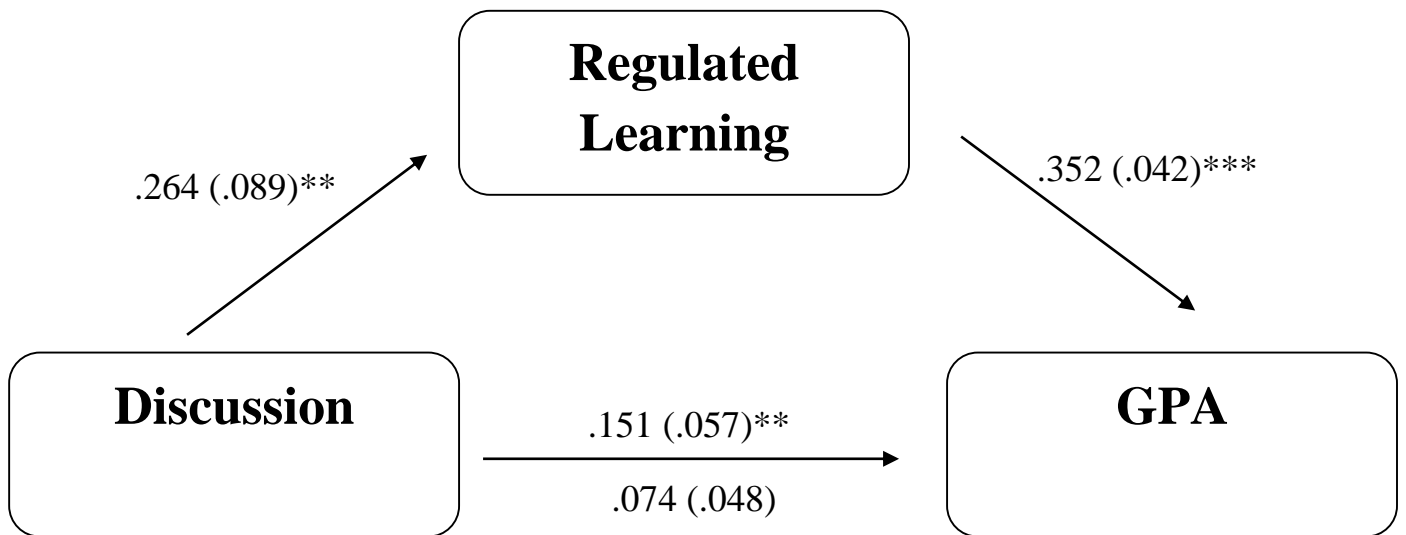 Regulated
Learning
.264 (.089)**
.352 (.042)***
Discussion
.151 (.057)**
.074 (.048)
GPA